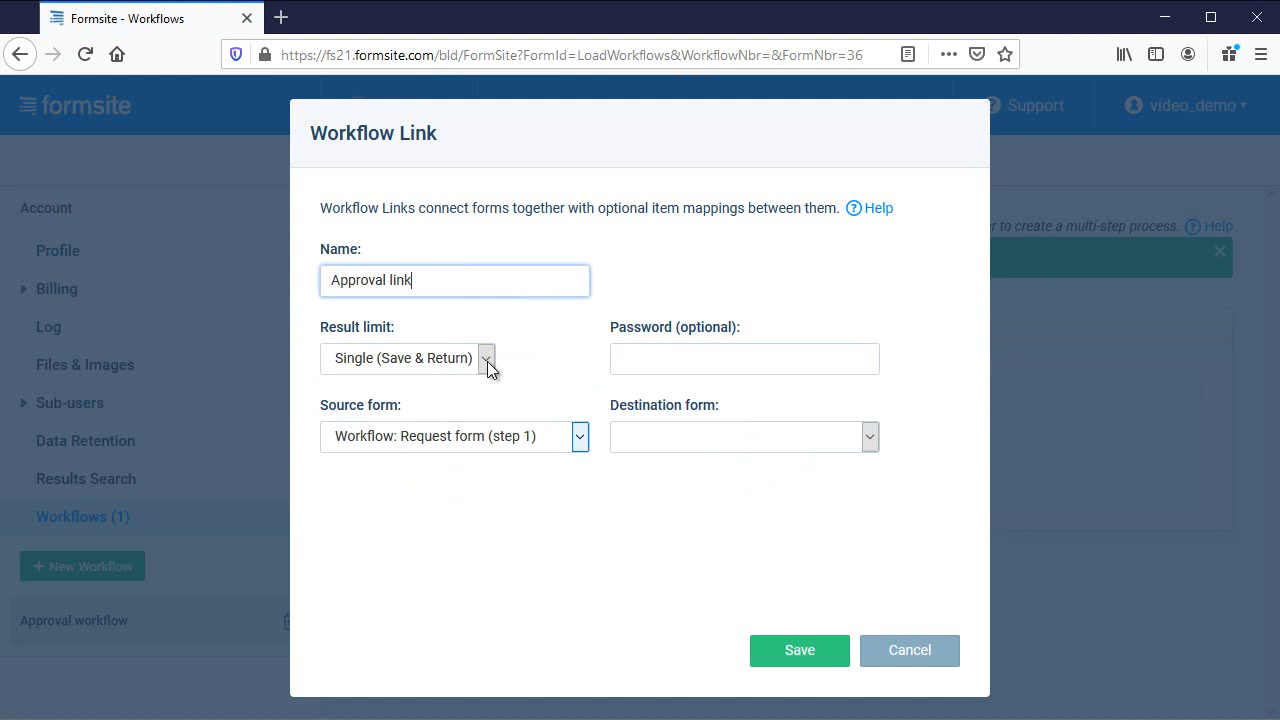 Formsite - Workflows
https://fs21.formsite.com/bld/FormSite?FormId=LoadWorkflows&WorkflowNbr=&FormNbr=36
formsite
Support
video_demo
Workflow Link
Account
Profile
Billing
Log
Files & Images
Sub-users
Data Retention
Results Search
Workflows (1)
+ New Workflow
Approval workflow
r to create a multi-step process. ? Help
Workflow Links connect forms together with optional item mappings between them. ? Help
Name:
Approval link
Result limit:
Password (optional):
Single (Save & Return)
Source form:
Destination form:
Workflow: Request form (step 1)
Save
Cancel